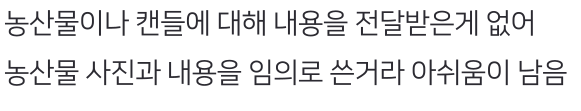 농산물이나 캔들에 대해 내용을 전달받은게 없어
농산물 사진과 내용을 임의로 쓴거라 아쉬움이 남음